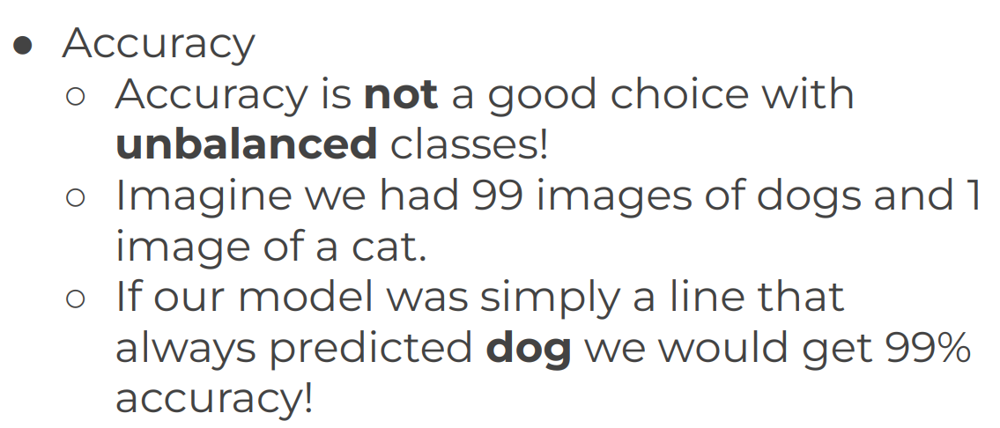 ● Accuracy
○ Accuracy is not a good choice with
unbalanced classes!
○ Imagine we had 99 images of dogs and 1
image of a cat.
○ If our model was simply a line that
always predicted dog we would get 99%
accuracy!